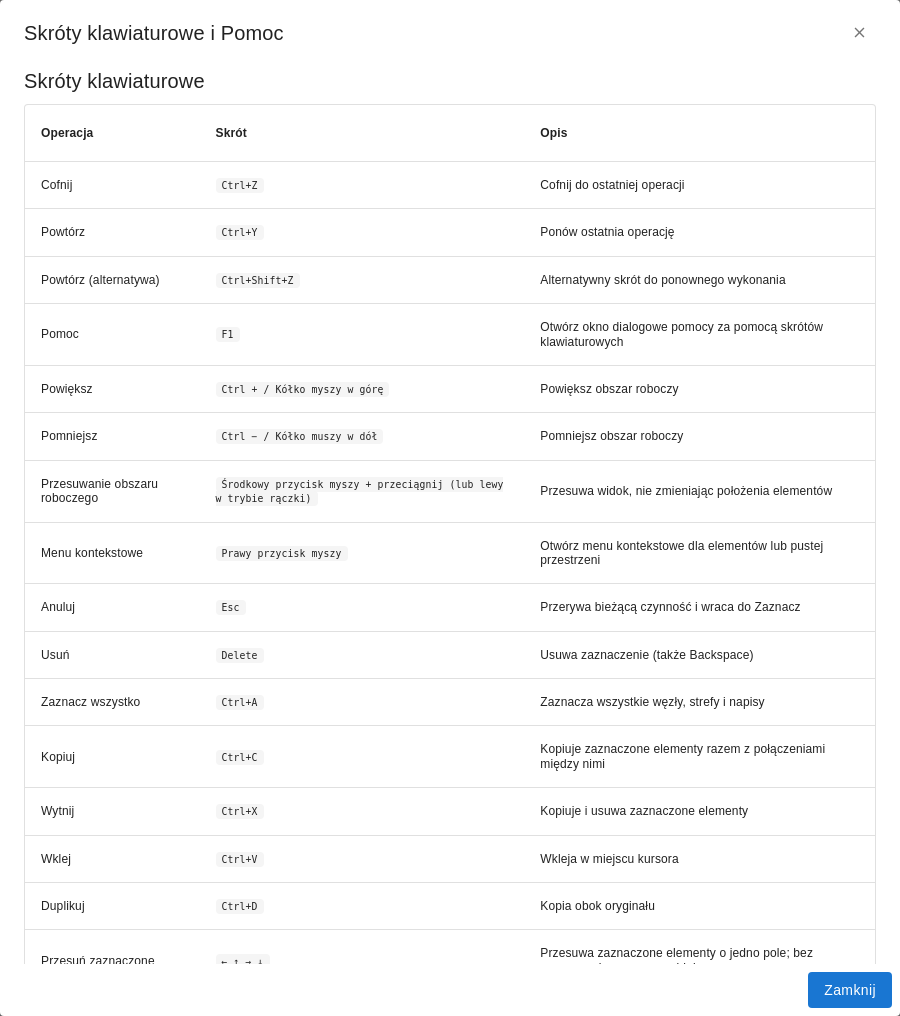 Skróty klawiaturowe i Pomoc
Skróty klawiaturowe
Operacja Skrót Opis
Cofnij Ctrl+Z Cofnij do ostatniej operacji
Powtórz Ctrl+Y Ponów ostatnia operację
Powtórz (alternatywa) Ctrl+Shift+Z Alternatywny skrót do ponownego wykonania
Pomoc F1 Otwórz okno dialogowe pomocy za pomocą skrótów
klawiaturowych
Powiększ Ctrl + / Kółko myszy w górę Powiększ obszar roboczy
Pomniejsz Ctrl − / Kółko muszy w dół Pomniejsz obszar roboczy
Przesuwanie obszaru
roboczego
Środkowy przycisk myszy + przeciągnij (lub lewy
w trybie rączki)
Przesuwa widok, nie zmieniając położenia elementów
Menu kontekstowe Prawy przycisk myszy Otwórz menu kontekstowe dla elementów lub pustej
przestrzeni
Anuluj Esc Przerywa bieżącą czynność i wraca do Zaznacz
Usuń Delete Usuwa zaznaczenie (także Backspace)
Zaznacz wszystko Ctrl+A Zaznacza wszystkie węzły, strefy i napisy
Kopiuj Ctrl+C Kopiuje zaznaczone elementy razem z połączeniami
między nimi
Wytnij Ctrl+X Kopiuje i usuwa zaznaczone elementy
Wklej Ctrl+V Wkleja w miejscu kursora
Duplikuj Ctrl+D Kopia obok oryginału
Przesuń zaznaczone ← ↑ → ↓ Przesuwa zaznaczone elementy o jedno pole; bez
Zamknij